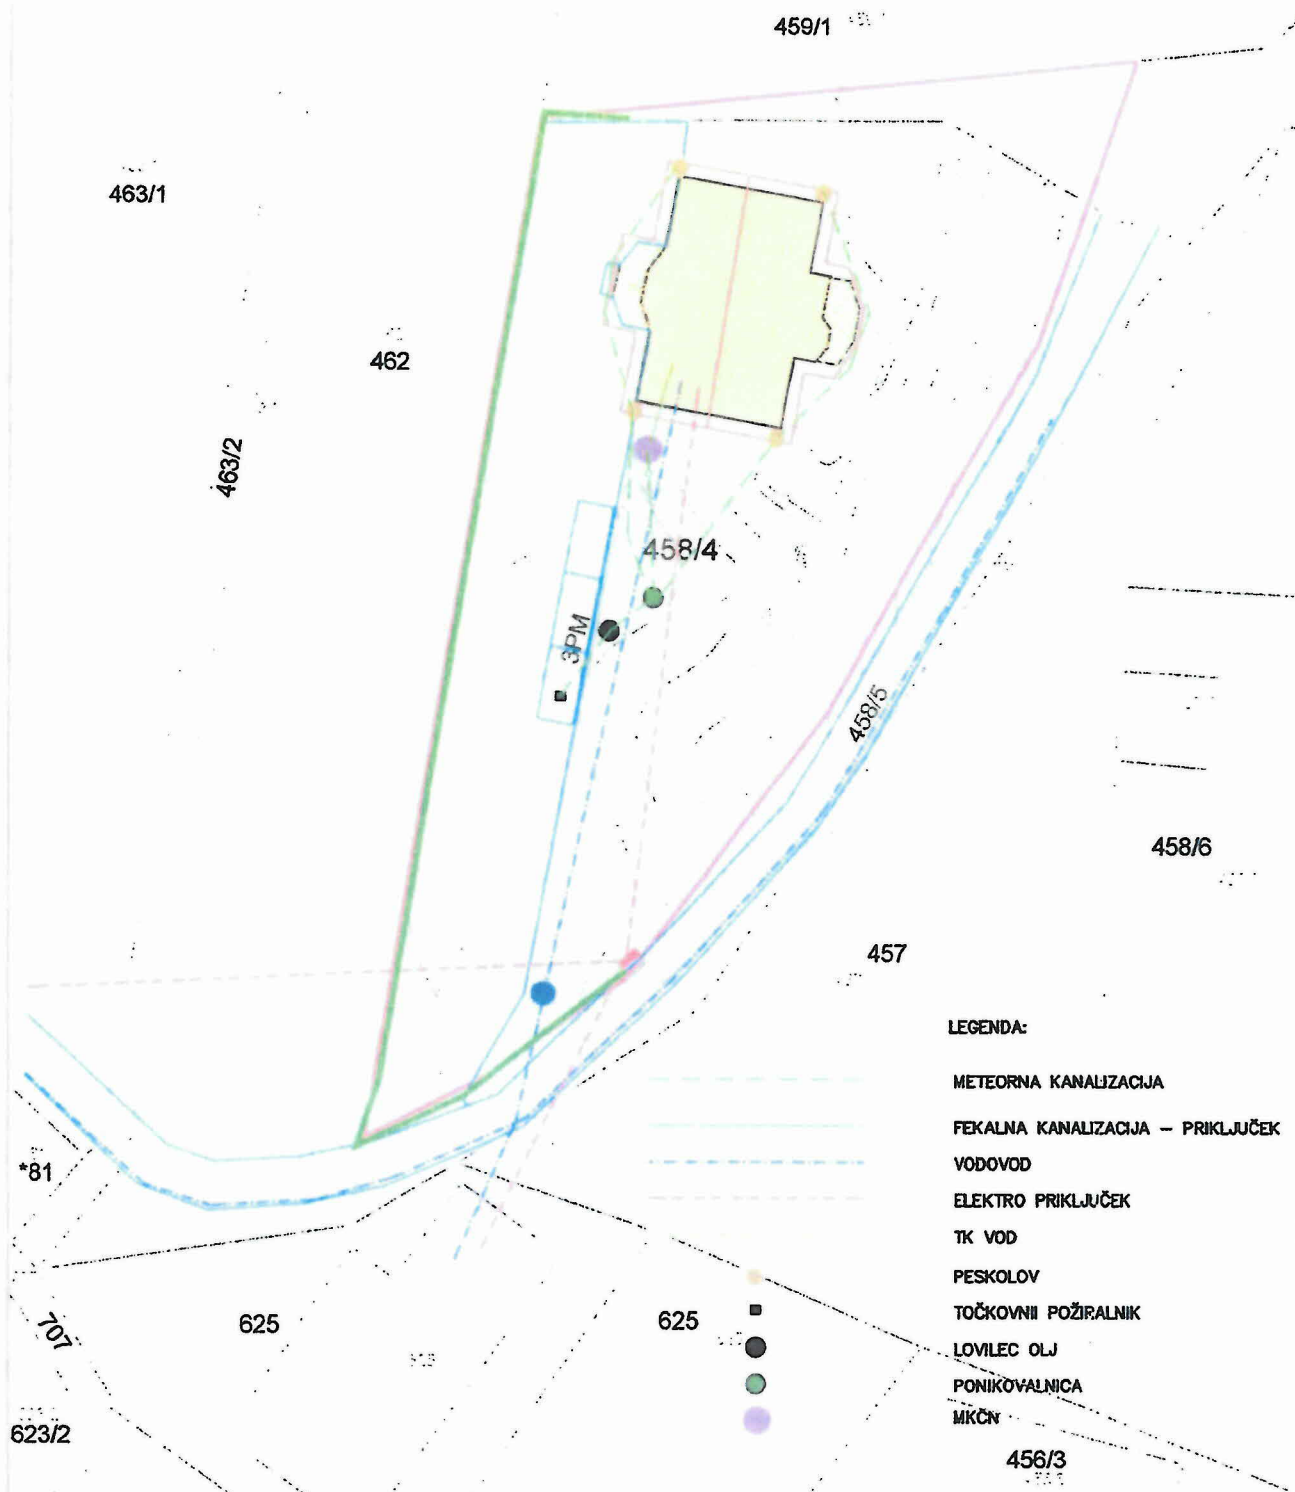 459/1
463/1
462
463/2
458/4
3PM
458/5
458/6
457
LEGENDA:
METEORNA KANALIZACIJA
FEKALNA KANALIZACIJA – PRIKLJUČEK
VODOVOD
ELEKTRO PRIKLJUČEK
TK VOD
PESKOLOV
TOČKOVNI POŽIRALNIK
LOVILEC OLJ
PONIKOVALNICA
MKČN
*81
707
625
625
623/2
456/3